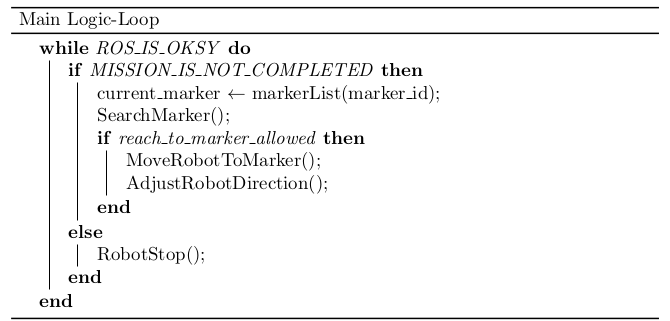 Main Logic-Loop
while ROS_IS_OKSY do
if MISSION_IS_NOT_COMPLETED then
current_marker ← markerList(marker_id);
SearchMarker();
if reach_to_marker_allowed then
MoveRobotToMarker();
AdjustRobotDirection();
end
else
RobotStop();
end
end